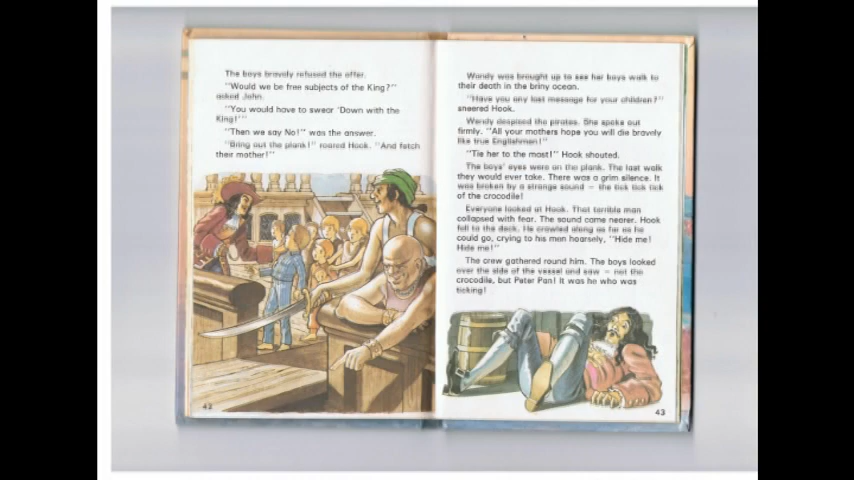 The boys bravely refused the offer.
"Would we be free subjects of the King?"
asked John.
"You would have to swear 'Down with the
King!'"
"Then we say No!" was the answer.
"Bring out the plank!" roared Hook. "And fetch
their mother!"
42
Wendy was brought up to see her boys walk to
their death in the briny ocean.
"Have you any last message for your children?"
sneered Hook.
Wendy despised the pirates. She spoke out
firmly. "All your mothers hope you will die bravely
like true Englishmen!"
"Tie her to the mast!" Hook shouted.
The boys' eyes were on the plank. The last walk
they would ever take. There was a grim silence. It
was broken by a strange sound – the tick tick tick
of the crocodile!
Everyone looked at Hook. That terrible man
collapsed with fear. The sound came nearer. Hook
fell to the deck. He crawled along as far as he
could go, crying to his men hoarsely, "Hide me!
Hide me!"
The crew gathered round him. The boys looked
over the side of the vessel and saw – not the
crocodile, but Peter Pan! It was he who was
ticking!
43